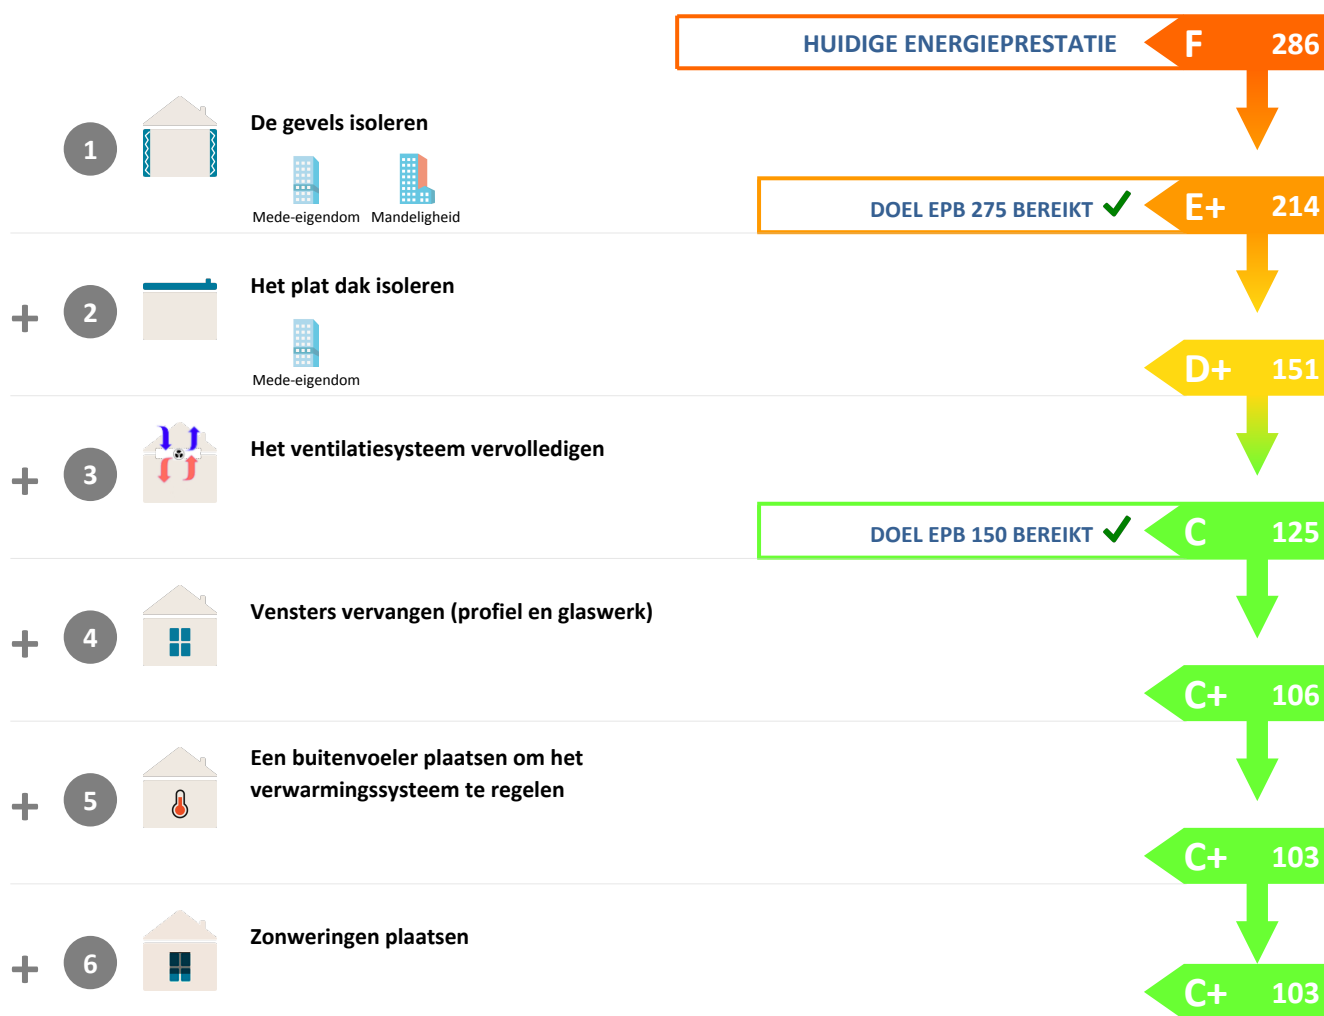 HUIDIGE ENERGIEPRESTATIE F 286
1 De gevels isoleren
Mede-eigendom Mandeligheid
DOEL EPB 275 BEREIKT E+ 214
+ 2 Het plat dak isoleren
Mede-eigendom
D+ 151
+ 3 Het ventilatiesysteem vervolledigen
DOEL EPB 150 BEREIKT C 125
+ 4 Vensters vervangen (profiel en glaswerk)
C+ 106
+ 5 Een buitenvoeler plaatsen om het
verwarmingssysteem te regelen
C+ 103
+ 6 Zonweringen plaatsen
C+ 103